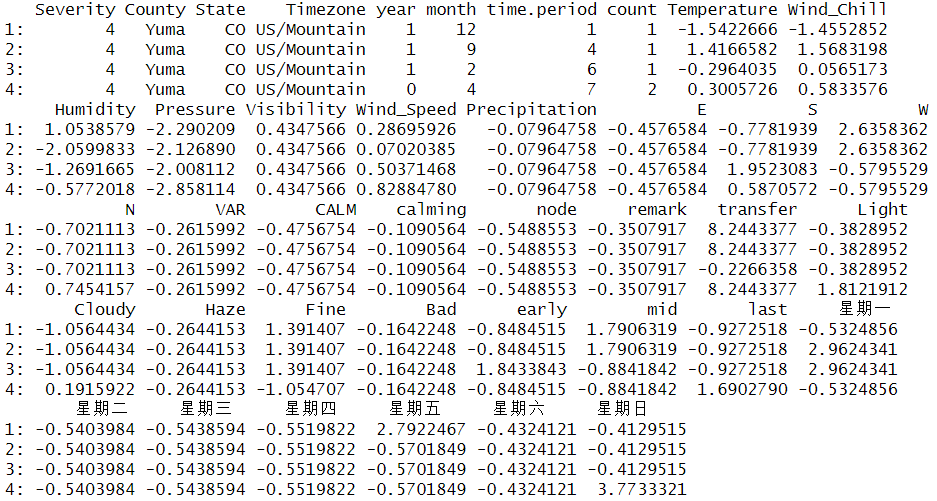 Severity County State Timezone year month time.period count Temperature Wind_Chill
1: 4 Yuma CO US/Mountain 1 12 1 1 -1.5422666 -1.4552852
2: 4 Yuma CO US/Mountain 1 9 4 1 1.4166582 1.5683198
3: 4 Yuma CO US/Mountain 1 2 6 1 -0.2964035 0.0565173
4: 4 Yuma CO US/Mountain 0 4 7 2 0.3005726 0.5833576
Humidity Pressure Visibility Wind_Speed Precipitation E S W
1: 1.0538579 -2.290209 0.4347566 0.28695926 -0.07964758 -0.4576584 -0.7781939 2.6358362
2: -2.0599833 -2.126890 0.4347566 0.07020385 -0.07964758 -0.4576584 -0.7781939 2.6358362
3: -1.2691665 -2.008112 0.4347566 0.50371468 -0.07964758 -0.4576584 1.9523083 -0.5795529
4: -0.5772018 -2.858114 0.4347566 0.82884780 -0.07964758 -0.4576584 0.5870572 -0.5795529
N VAR CALM calming node remark transfer Light
1: -0.7021113 -0.2615992 -0.4756754 -0.1090564 -0.5488553 -0.3507917 8.2443377 -0.3828952
2: -0.7021113 -0.2615992 -0.4756754 -0.1090564 -0.5488553 -0.3507917 8.2443377 -0.3828952
3: -0.7021113 -0.2615992 -0.4756754 -0.1090564 -0.5488553 -0.3507917 -0.2266358 -0.3828952
4: 0.7454157 -0.2615992 -0.4756754 -0.1090564 -0.5488553 -0.3507917 8.2443377 1.8121912
Cloudy Haze Fine Bad early mid last 星期一
1: -1.0564434 -0.2644153 1.391407 -0.1642248 -0.8484515 1.7906319 -0.9272518 -0.5324856
2: -1.0564434 -0.2644153 1.391407 -0.1642248 -0.8484515 1.7906319 -0.9272518 2.9624341
3: -1.0564434 -0.2644153 1.391407 -0.1642248 1.8433843 -0.8841842 -0.9272518 2.9624341
4: 0.1915922 -0.2644153 -1.054707 -0.1642248 -0.8484515 -0.8841842 1.6902790 -0.5324856
星期二 星期三 星期四 星期五 星期六 星期日
1: -0.5403984 -0.5438594 -0.5519822 2.7922467 -0.4324121 -0.4129515
2: -0.5403984 -0.5438594 -0.5519822 -0.5701849 -0.4324121 -0.4129515
3: -0.5403984 -0.5438594 -0.5519822 -0.5701849 -0.4324121 -0.4129515
4: -0.5403984 -0.5438594 -0.5519822 -0.5701849 -0.4324121 3.7733321